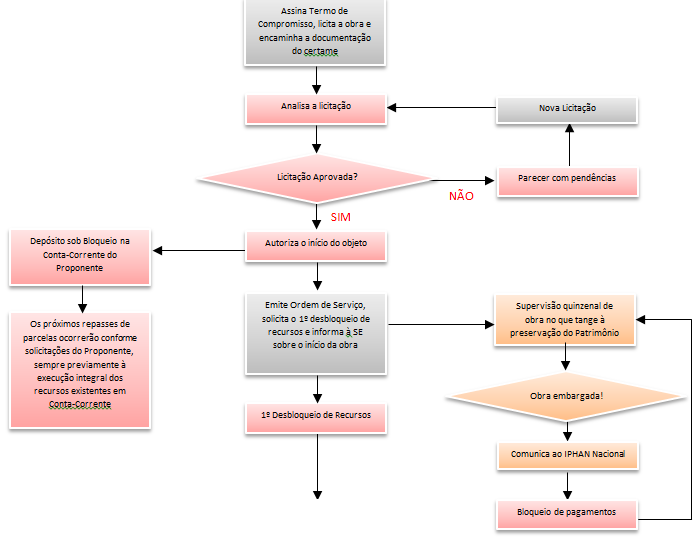 Assina Termo de
Compromisso, licita a obra e
encaminha a documentação
do certame
Analisa a licitação
Nova Licitação
Licitação Aprovada?
NÃO
Parecer com pendências
SIM
Autoriza o início do objeto
Depósito sob Bloqueio na
Conta-Corrente do
Proponente
Os próximos repasses de
parcelas ocorrerão conforme
solicitações do Proponente,
sempre previamente à
execução integral dos
recursos existentes em
Conta-Corrente
Emite Ordem de Serviço,
solicita o 1º desbloqueio de
recursos e informa à SE
sobre o início da obra
1º Desbloqueio de Recursos
Supervisão quinzenal de
obra no que tange à
preservação do Patrimônio
Obra embargada!
Comunica ao IPHAN Nacional
Bloqueio de pagamentos